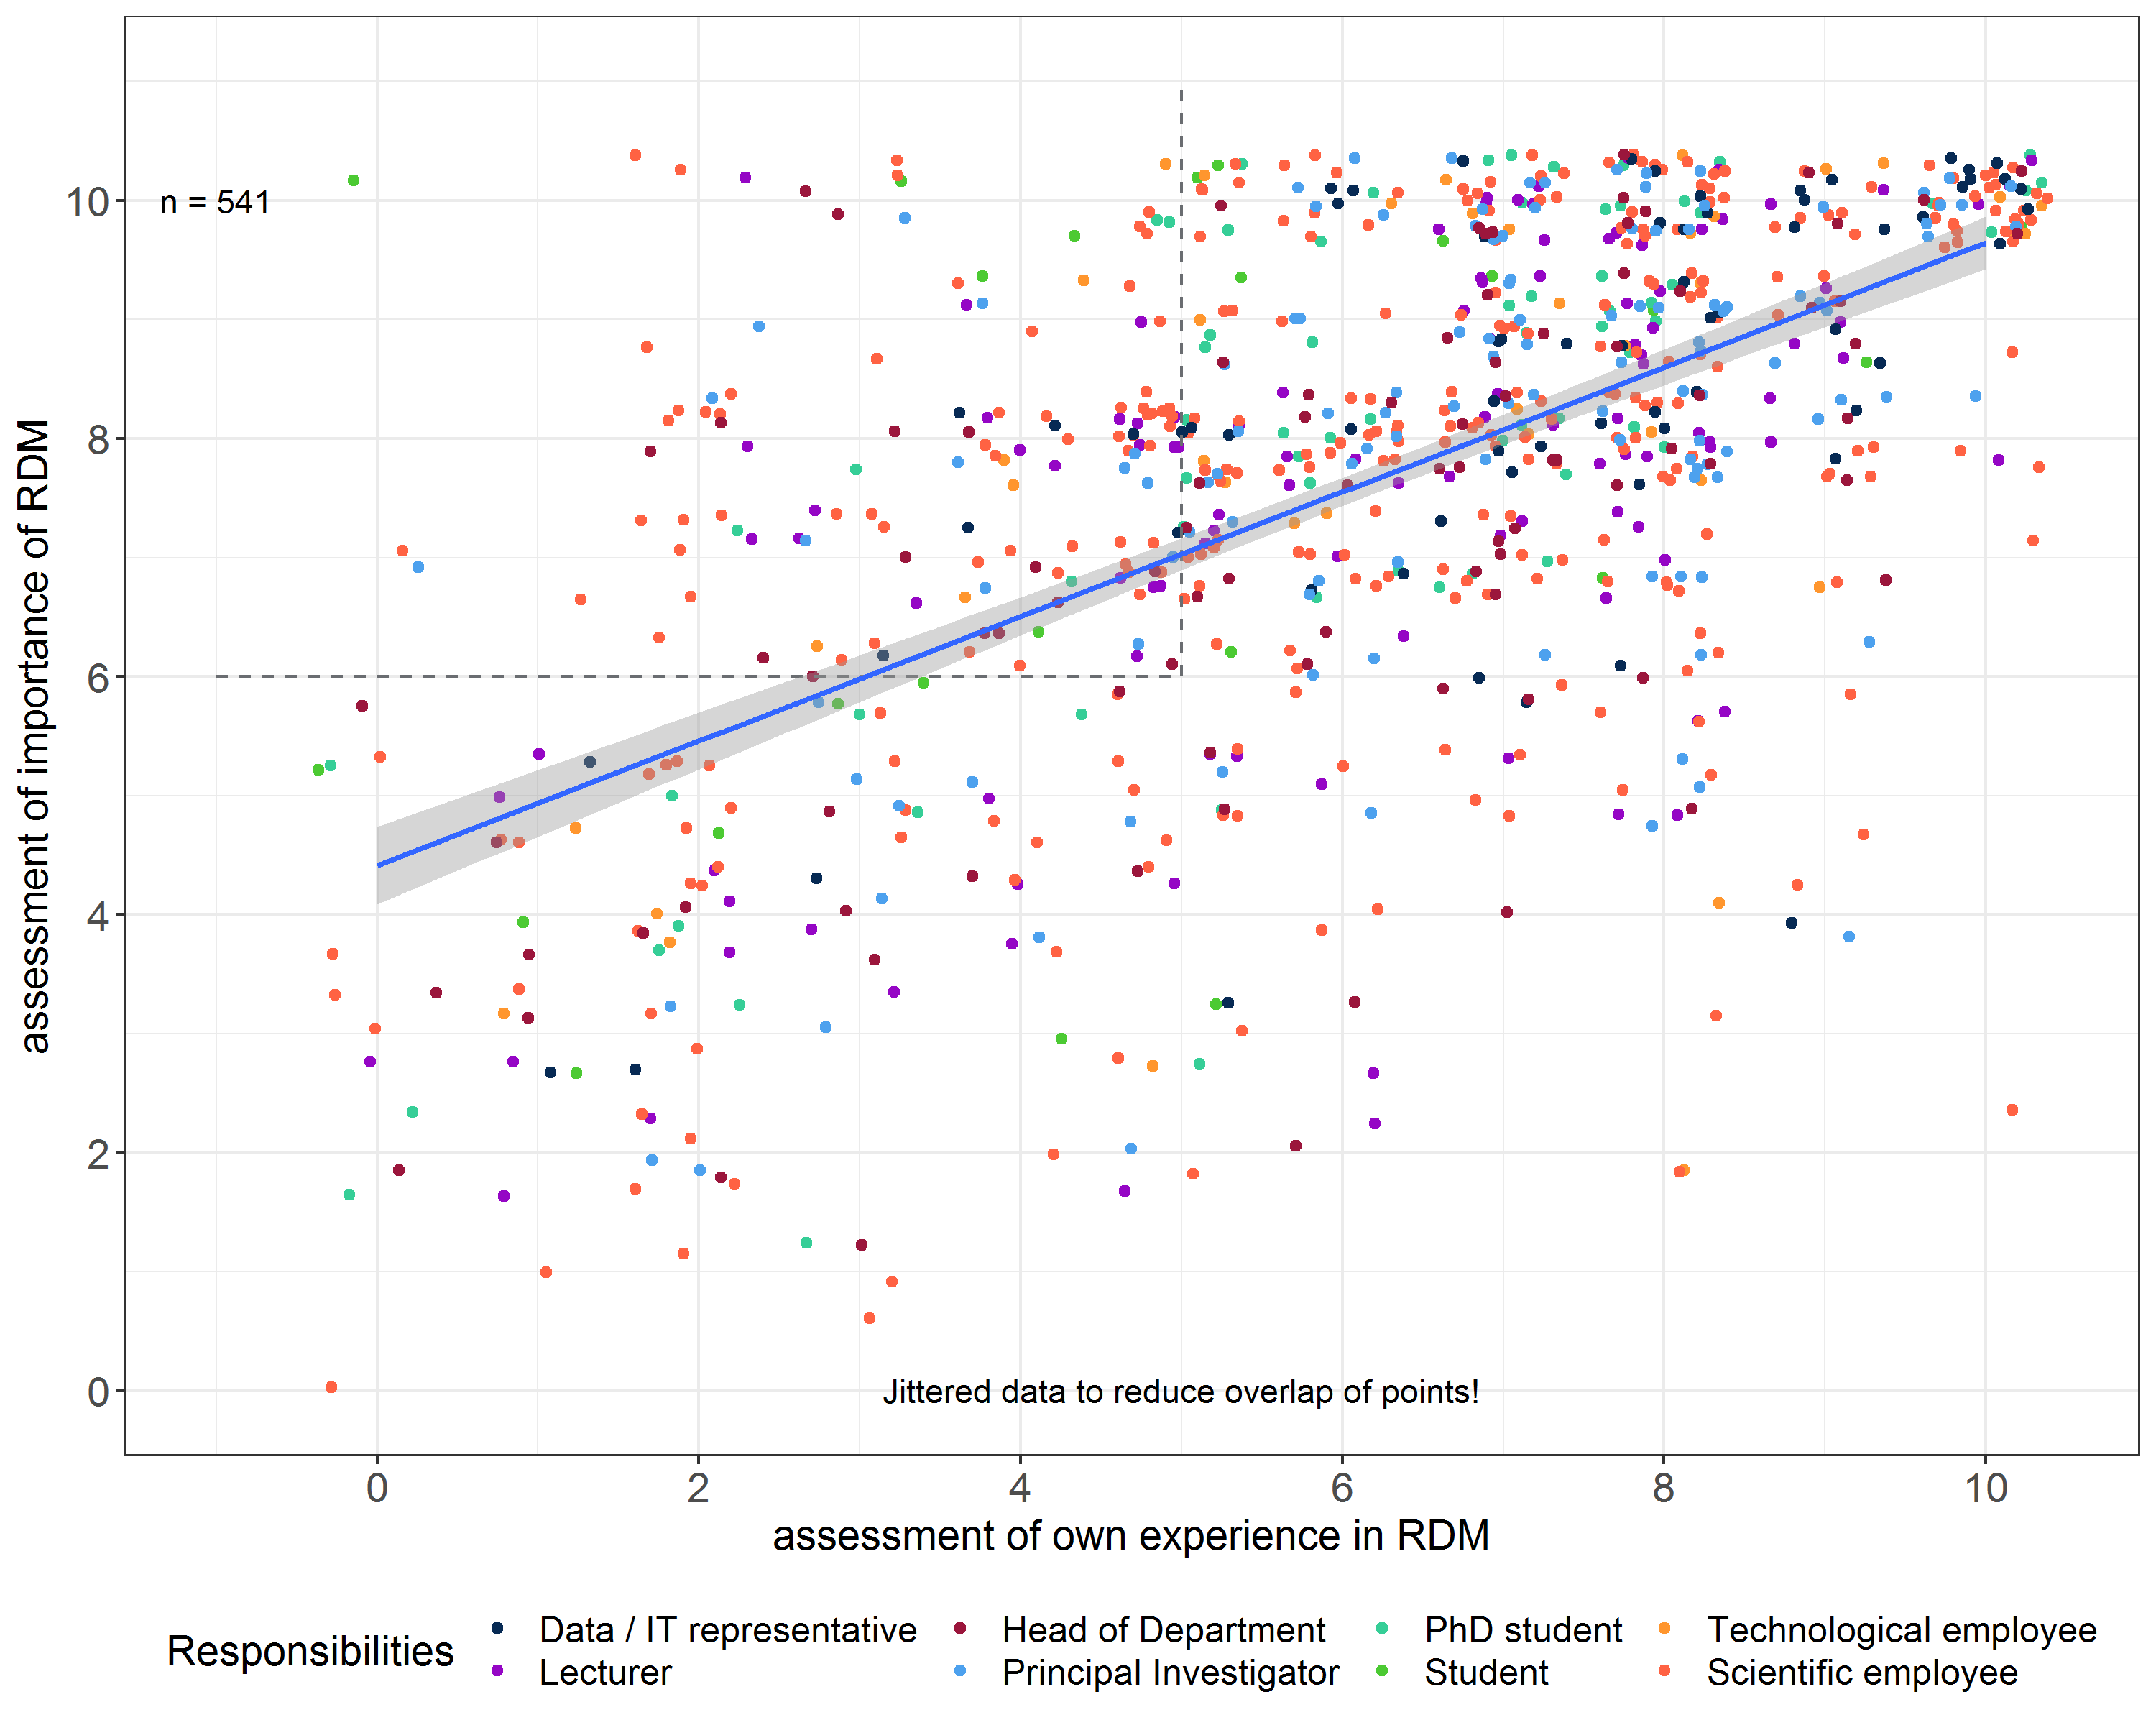 assessment of importance of RDM
10
8
6
4
2
0
n = 541
Jittered data to reduce overlap of points!
0 2 4 6 8 10
assessment of own experience in RDM
Responsibilities
Data / IT representative Head of Department PhD student Technological employee
Lecturer Principal Investigator Student Scientific employee